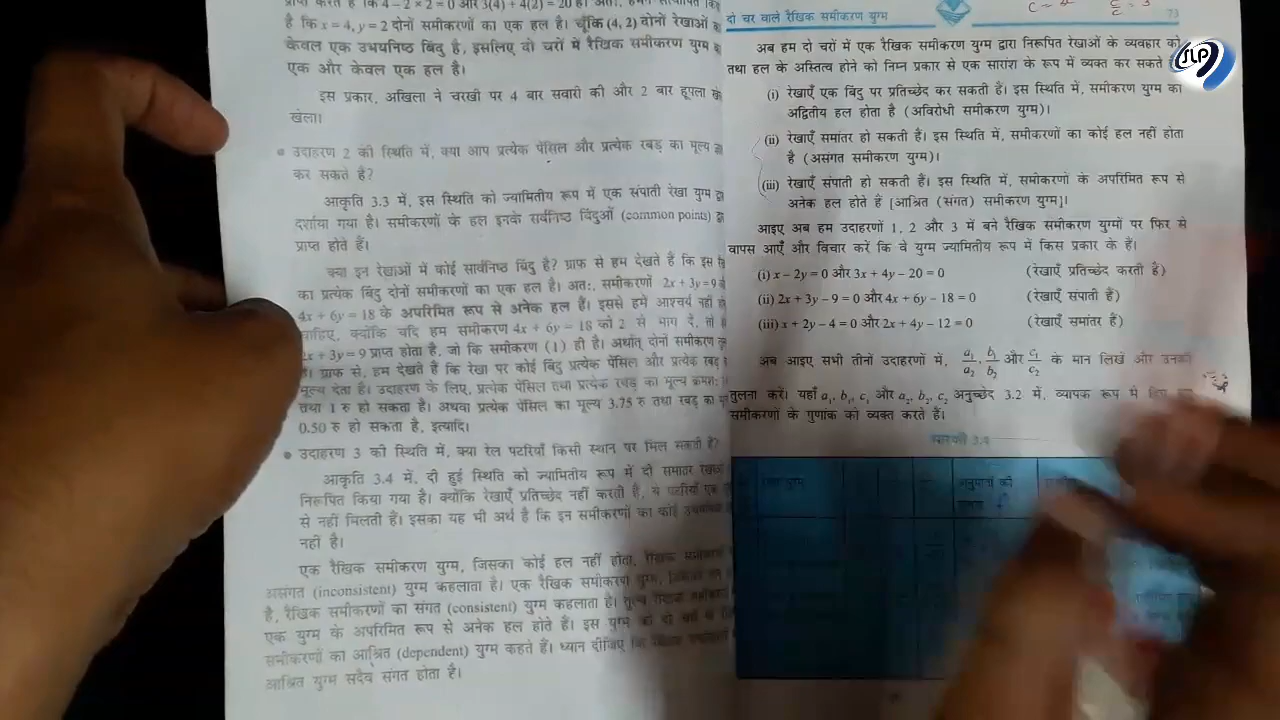 है कि x = 4, y = 2 दोनों समीकरणों का एक हल है। चूँकि (4, 2) दोनों रेखाओं
केवल एक उभयनिष्ठ बिंदु है, इसलिए दो चरों में रैखिक समीकरण युग्म
एक और केवल एक हल है।
इस प्रकार, अखिला ने चरखी पर 4 बार सवारी की और 2 बार हूपला
खेला।
• उदाहरण 2 की स्थिति में, क्या आप प्रत्येक पेंसिल और प्रत्येक रबड़ का मूल्य
कर सकते हैं?
आकृति 3.3 में, इस स्थिति को ज्यामितीय रूप में एक संपाती रेखा युग्म
दर्शाया गया है। समीकरणों के हल इनके सर्वनिष्ठ बिंदुओं (common points)
प्राप्त होते हैं।
क्या इन रेखाओं में कोई सार्वनिष्ठ बिंदु है? ग्राफ से हम देखते हैं कि इस
का प्रत्येक बिंदु दोनों समीकरणों का एक हल है। अतः, समीकरणों 2x + 3y = 9
4x + 6y = 18 के अपरिमित रूप से अनेक हल हैं। इससे हमें आश्चर्य नहीं
चाहिए, क्योंकि यदि हम समीकरण 4x + 6y = 18 को 2 से भाग दें, तो
2x + 3y = 9 प्राप्त होता है, जो कि समीकरण (1) ही है। अर्थात् दोनों समीकरण
ग्राफ से, हम देखते हैं कि रेखा पर कोई बिंदु प्रत्येक पेंसिल और प्रत्येक रबड़
मूल्य देता है। उदाहरण के लिए, प्रत्येक पेंसिल तथा प्रत्येक रबड़ का मूल्य क्रमशः
तथा 1 रु हो सकता है। अथवा प्रत्येक पेंसिल का मूल्य 3.75 रु तथा रबड़ का
0.50 रु हो सकता है, इत्यादि।
• उदाहरण 3 की स्थिति में, क्या रेल पटरियाँ किसी स्थान पर मिल सकती हैं?
आकृति 3.4 में, दी हुई स्थिति को ज्यामितीय रूप में दो समांतर रेखाओं
निरूपित किया गया है। क्योंकि रेखाएँ प्रतिच्छेद नहीं करती हैं, ये पटरियाँ एक
से नहीं मिलती हैं। इसका यह भी अर्थ है कि इन समीकरणों का कोई
नहीं है।
एक रैखिक समीकरण युग्म, जिसका कोई हल नहीं होता, रैखिक
असंगत (inconsistent) युग्म कहलाता है। एक रैखिक समीकरण युग्म,
है, रैखिक समीकरणों का संगत (consistent) युग्म कहलाता है। तुल्य रैखिक
एक युग्म के अपरिमित रूप से अनेक हल होते हैं। इस युग्म को दो चरों
समीकरणों का आश्रित (dependent) युग्म कहते हैं। ध्यान दीजिए कि
आश्रित युग्म सदैव संगत होता है।
दो चर वाले रैखिक समीकरण युग्म 73
SLP
अब हम दो चरों में एक रैखिक समीकरण युग्म द्वारा निरूपित रेखाओं के व्यवहार को
तथा हल के अस्तित्व होने को निम्न प्रकार से एक सारांश के रूप में व्यक्त कर सकते
(i) रेखाएँ एक बिंदु पर प्रतिच्छेद कर सकती हैं। इस स्थिति में, समीकरण युग्म का
अद्वितीय हल होता है (अविरोधी समीकरण युग्म)।
(ii) रेखाएँ समांतर हो सकती हैं। इस स्थिति में, समीकरणों का कोई हल नहीं होता
है (असंगत समीकरण युग्म)।
(iii) रेखाएँ संपाती हो सकती हैं। इस स्थिति में, समीकरणों के अपरिमित रूप से
अनेक हल होते हैं [आश्रित (संगत) समीकरण युग्म]।
आइए अब हम उदाहरणों 1, 2 और 3 में बने रैखिक समीकरण युग्मों पर फिर से
वापस आएँ और विचार करें कि वे युग्म ज्यामितीय रूप में किस प्रकार के हैं।
(i) x – 2y = 0 और 3x + 4y – 20 = 0 (रेखाएँ प्रतिच्छेद करती हैं)
(ii) 2x + 3y – 9 = 0 और 4x + 6y – 18 = 0 (रेखाएँ संपाती हैं)
(iii) x + 2y – 4 = 0 और 2x + 4y – 12 = 0 (रेखाएँ समांतर हैं)
अब आइए सभी तीनों उदाहरणों में, a₁/a₂, b₁/b₂ और c₁/c₂ के मान लिखें और उनकी
तुलना करें। यहाँ a₁, b₁, c₁ और a₂, b₂, c₂ अनुच्छेद 3.2 में, व्यापक रूप में
समीकरणों के गुणांक को व्यक्त करते हैं।
सारणी 3.4
अनुपातों की